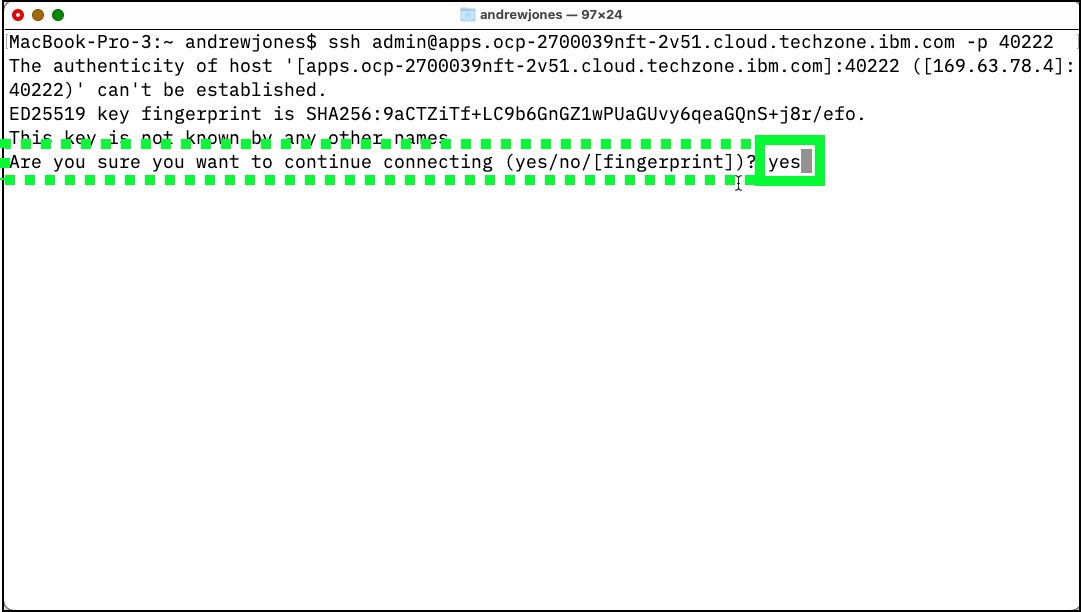 andrewjones — 97×24
MacBook-Pro-3:~ andrewjones$ ssh admin@apps.ocp-2700039nft-2v51.cloud.techzone.ibm.com -p 40222
The authenticity of host '[apps.ocp-2700039nft-2v51.cloud.techzone.ibm.com]:40222 ([169.63.78.4]:
40222)' can't be established.
ED25519 key fingerprint is SHA256:9aCTZiTf+LC9b6GnGZ1wPUaGUvy6qeaGQnS+j8r/efo.
This key is not known by any other names
Are you sure you want to continue connecting (yes/no/[fingerprint])? yes